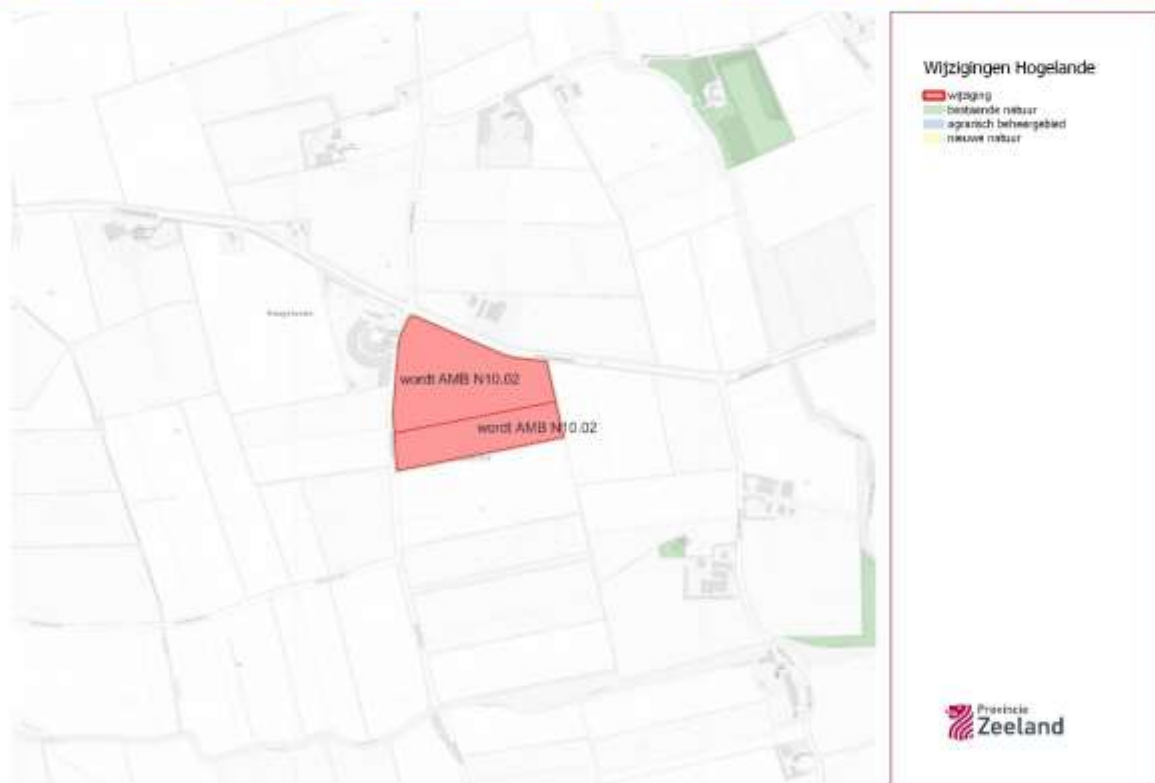 Wijzigingen Hogelande
wijziging
bestaande natuur
agrarisch beheergebied
nieuwe natuur
Hoogelande
wordt AMB N10.02
wordt AMB N10.02
Provincie
Zeeland